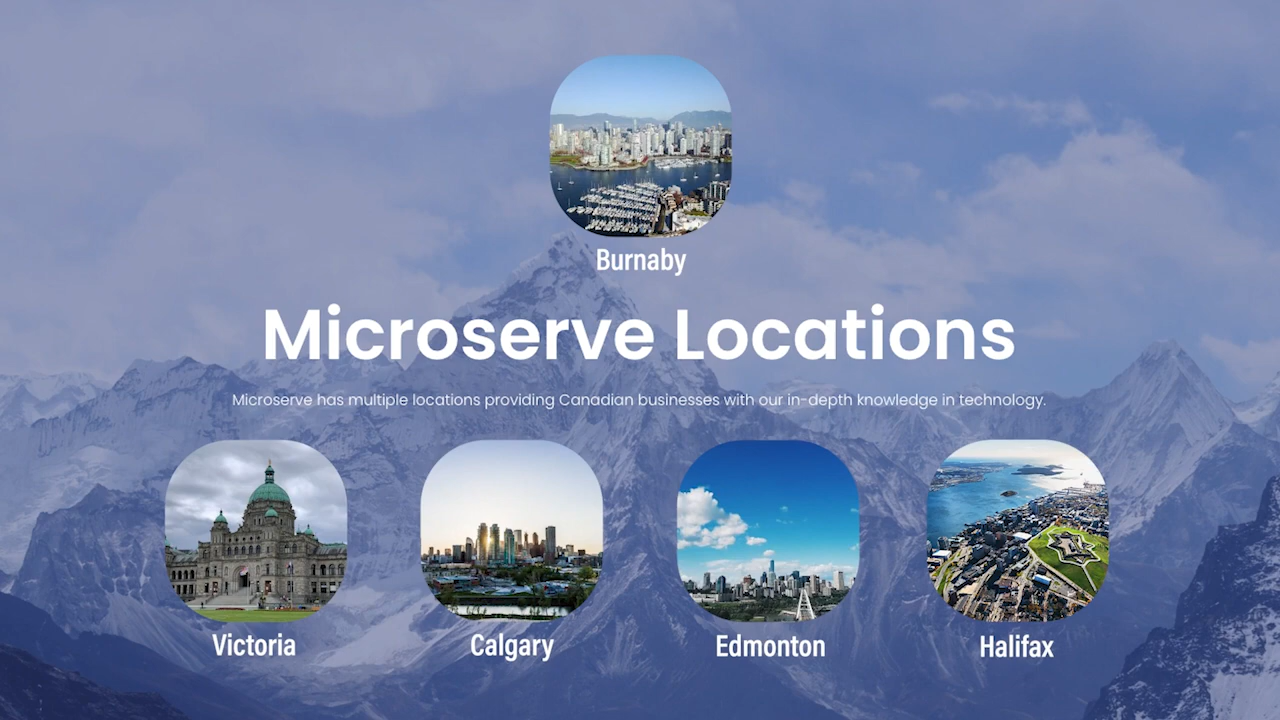 Burnaby
Microserve Locations
Microserve has multiple locations providing Canadian businesses with our in-depth knowledge in technology.
Victoria
Calgary
Edmonton
Halifax